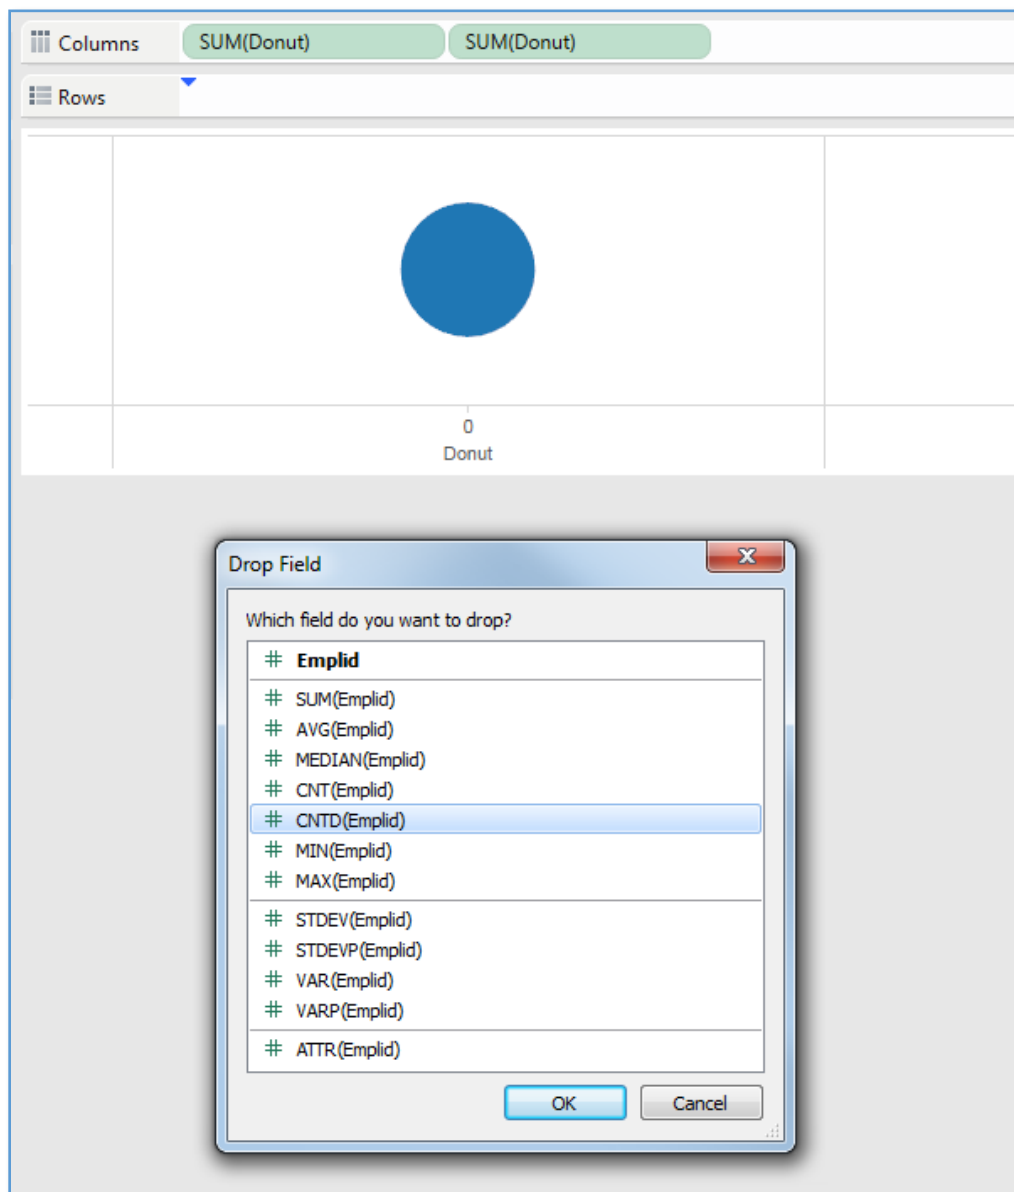 Columns SUM(Donut) SUM(Donut)
Rows
0
Donut
Drop Field
Which field do you want to drop?
Emplid
SUM(Emplid)
AVG(Emplid)
MEDIAN(Emplid)
CNT(Emplid)
CNTD(Emplid)
MIN(Emplid)
MAX(Emplid)
STDEV(Emplid)
STDEVP(Emplid)
VAR(Emplid)
VARP(Emplid)
ATTR(Emplid)
OK Cancel